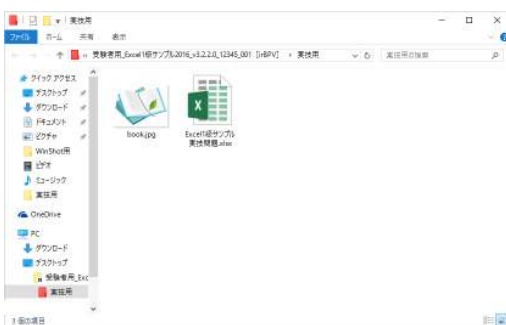 実技用
ファイル ホーム 共有 表示
受験者用_Excel1級サンプル2016_v3.2.2.0_12345_001 [irBPV] › 実技用
実技用の検索
クイック アクセス
デスクトップ
ダウンロード
ドキュメント
ピクチャ
WinShot用
ビデオ
ミュージック
実技用
OneDrive
PC
ダウンロード
デスクトップ
受験者用_Exc
実技用
book.jpg
Excel1級サンプル
実技問題.xlsx
3 個の項目